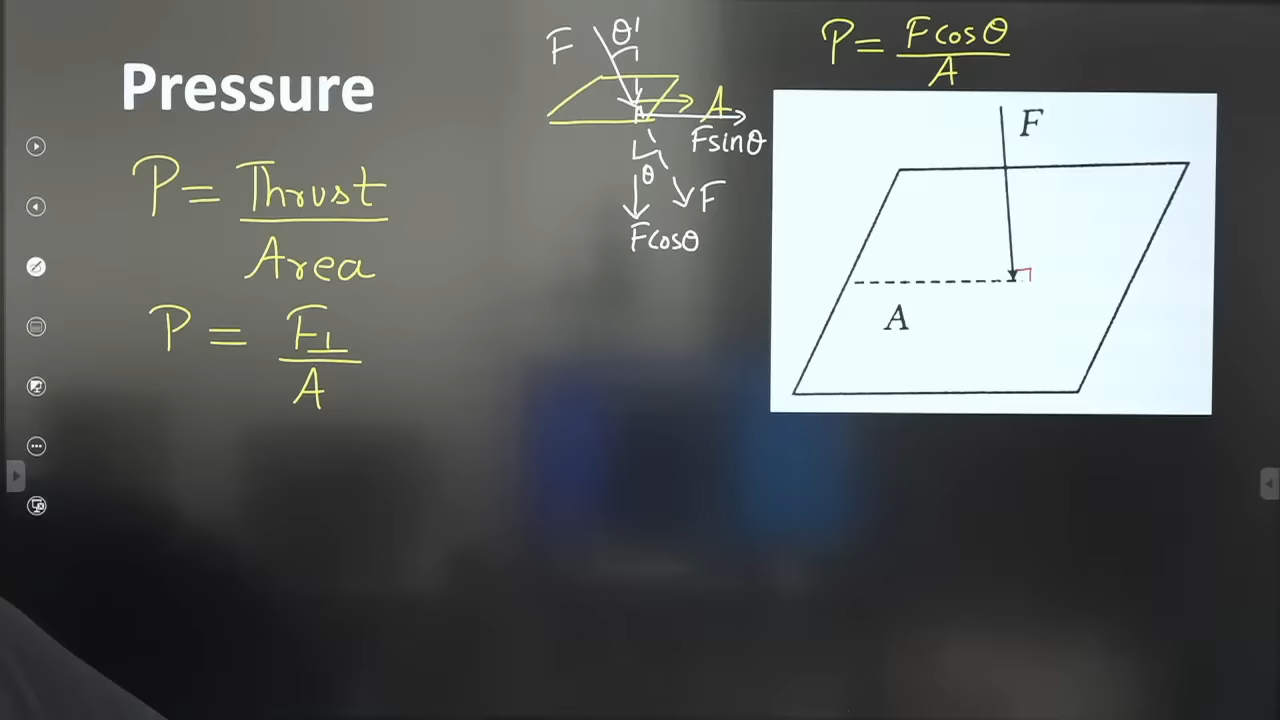 Pressure
P = Thrust
Area
P = F⊥
A
F θ'
A
F sinθ
θ
F
F cosθ
P = F cosθ
A
F
A